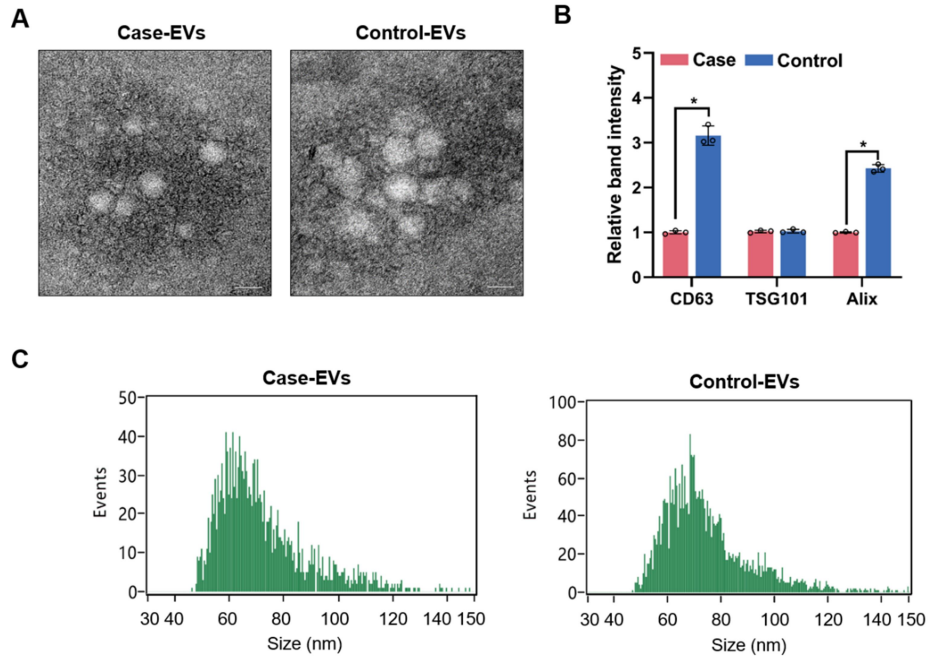 A
Case-EVs
Control-EVs
B
Relative band intensity
5
4
3
2
1
0
Case
Control
*
*
CD63
TSG101
Alix
C
Case-EVs
Events
50
40
30
20
10
0
30 40 60 80 100 120 140 150
Size (nm)
Control-EVs
Events
100
80
60
40
20
0
30 40 60 80 100 120 140 150
Size (nm)